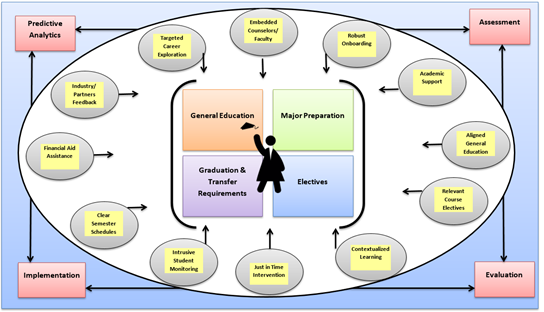 Predictive
Analytics
Assessment
Targeted
Career
Exploration
Embedded
Counselors/
Faculty
Robust
Onboarding
Industry/
Partners
Feedback
Academic
Support
General Education
Major Preparation
Financial Aid
Assistance
Aligned
General
Education
Graduation &
Transfer
Requirements
Electives
Clear
Semester
Schedules
Relevant
Course
Electives
Intrusive
Student
Monitoring
Just in Time
Intervention
Contextualized
Learning
Implementation
Evaluation